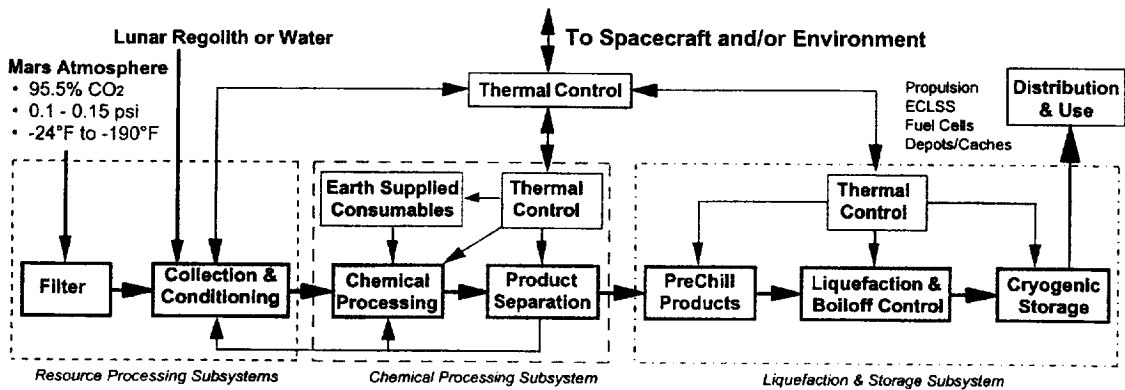 Lunar Regolith or Water
To Spacecraft and/or Environment
Mars Atmosphere
• 95.5% CO2
• 0.1 - 0.15 psi
• -24°F to -190°F
Thermal Control
Propulsion
ECLSS
Fuel Cells
Depots/Caches
Distribution
& Use
Earth Supplied
Consumables
Thermal
Control
Thermal
Control
Filter
Collection &
Conditioning
Chemical
Processing
Product
Separation
PreChill
Products
Liquefaction &
Boiloff Control
Cryogenic
Storage
Resource Processing Subsystems
Chemical Processing Subsystem
Liquefaction & Storage Subsystem